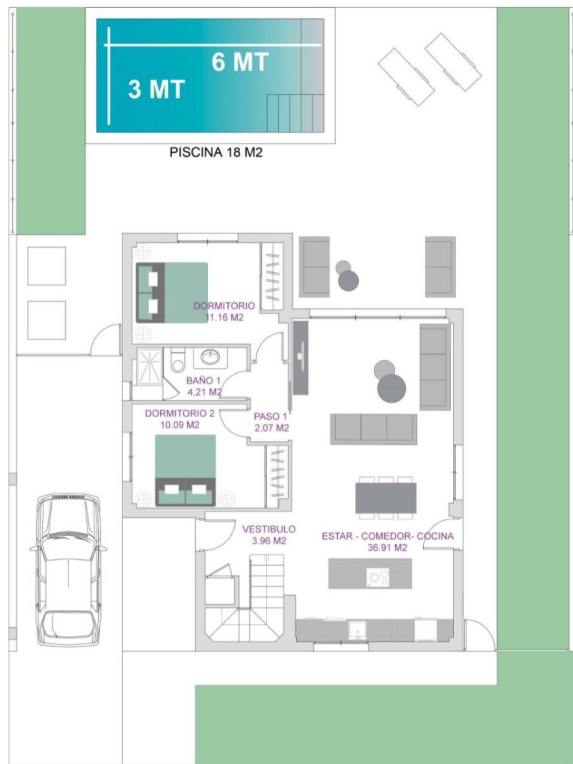 6 MT
3 MT
PISCINA 18 M2
DORMITORIO
11.16 M2
BAÑO 1
4,21 M2
DORMITORIO 2
10.09 M2
PASO 1
2,07 M2
VESTIBULO
3.96 M2
ESTAR - COMEDOR- COCINA
36.91 M2